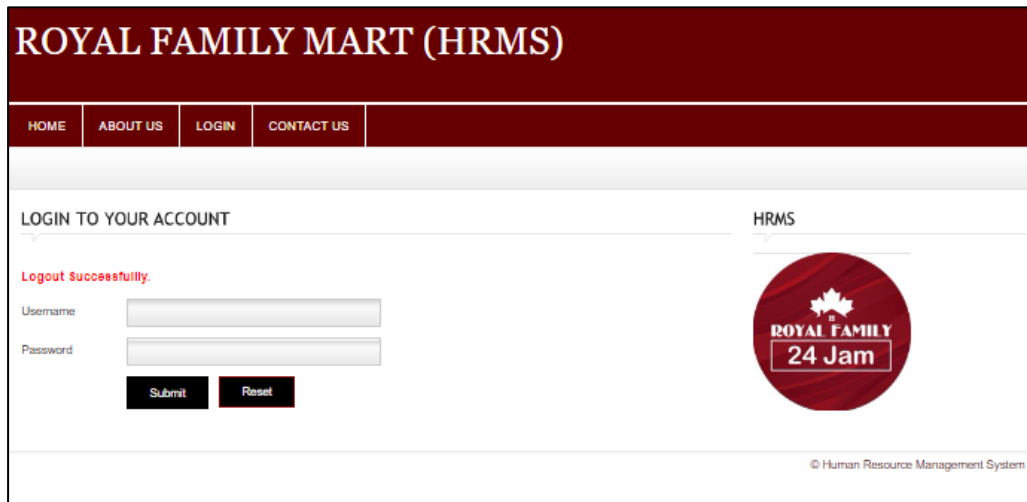 ROYAL FAMILY MART (HRMS)
HOME ABOUT US LOGIN CONTACT US
LOGIN TO YOUR ACCOUNT
HRMS
Logout Successfullly.
Username
Password
Submit Reset
ROYAL FAMILY
24 Jam
© Human Resource Management System